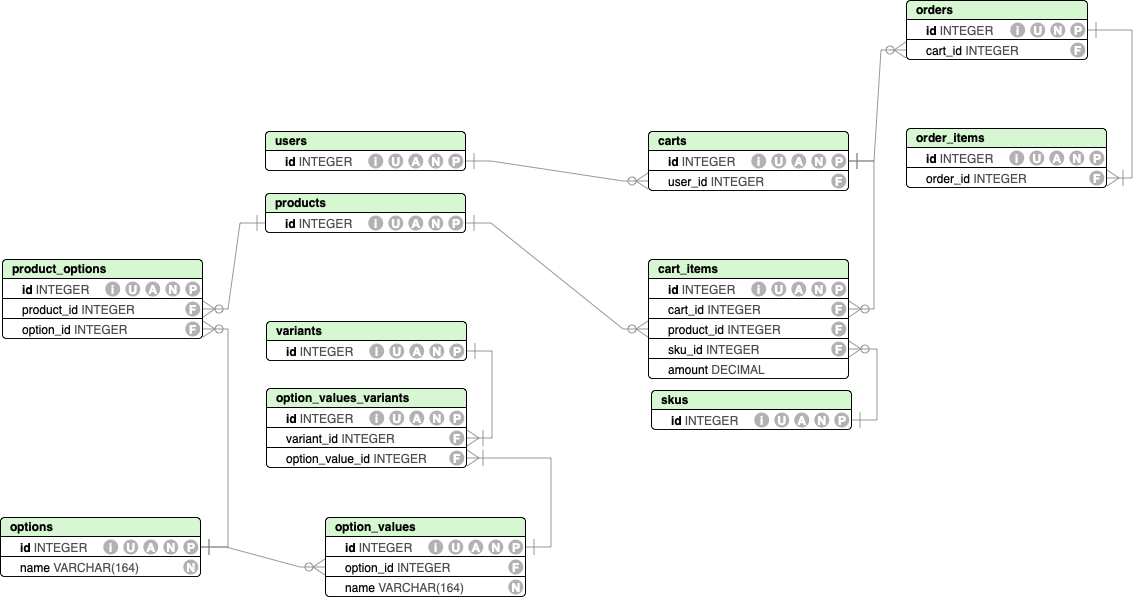 orders
id INTEGER i U N P
cart_id INTEGER F
users
id INTEGER i U A N P
carts
id INTEGER i U A N P
user_id INTEGER F
order_items
id INTEGER i U A N P
order_id INTEGER F
products
id INTEGER i U A N P
product_options
id INTEGER i U A N P
product_id INTEGER F
option_id INTEGER F
cart_items
id INTEGER i U A N P
cart_id INTEGER F
product_id INTEGER F
sku_id INTEGER F
amount DECIMAL
variants
id INTEGER i U A N P
option_values_variants
id INTEGER i U A N P
variant_id INTEGER F
option_value_id INTEGER F
skus
id INTEGER i U A N P
options
id INTEGER i U A N P
name VARCHAR(164) N
option_values
id INTEGER i U A N P
option_id INTEGER F
name VARCHAR(164) N